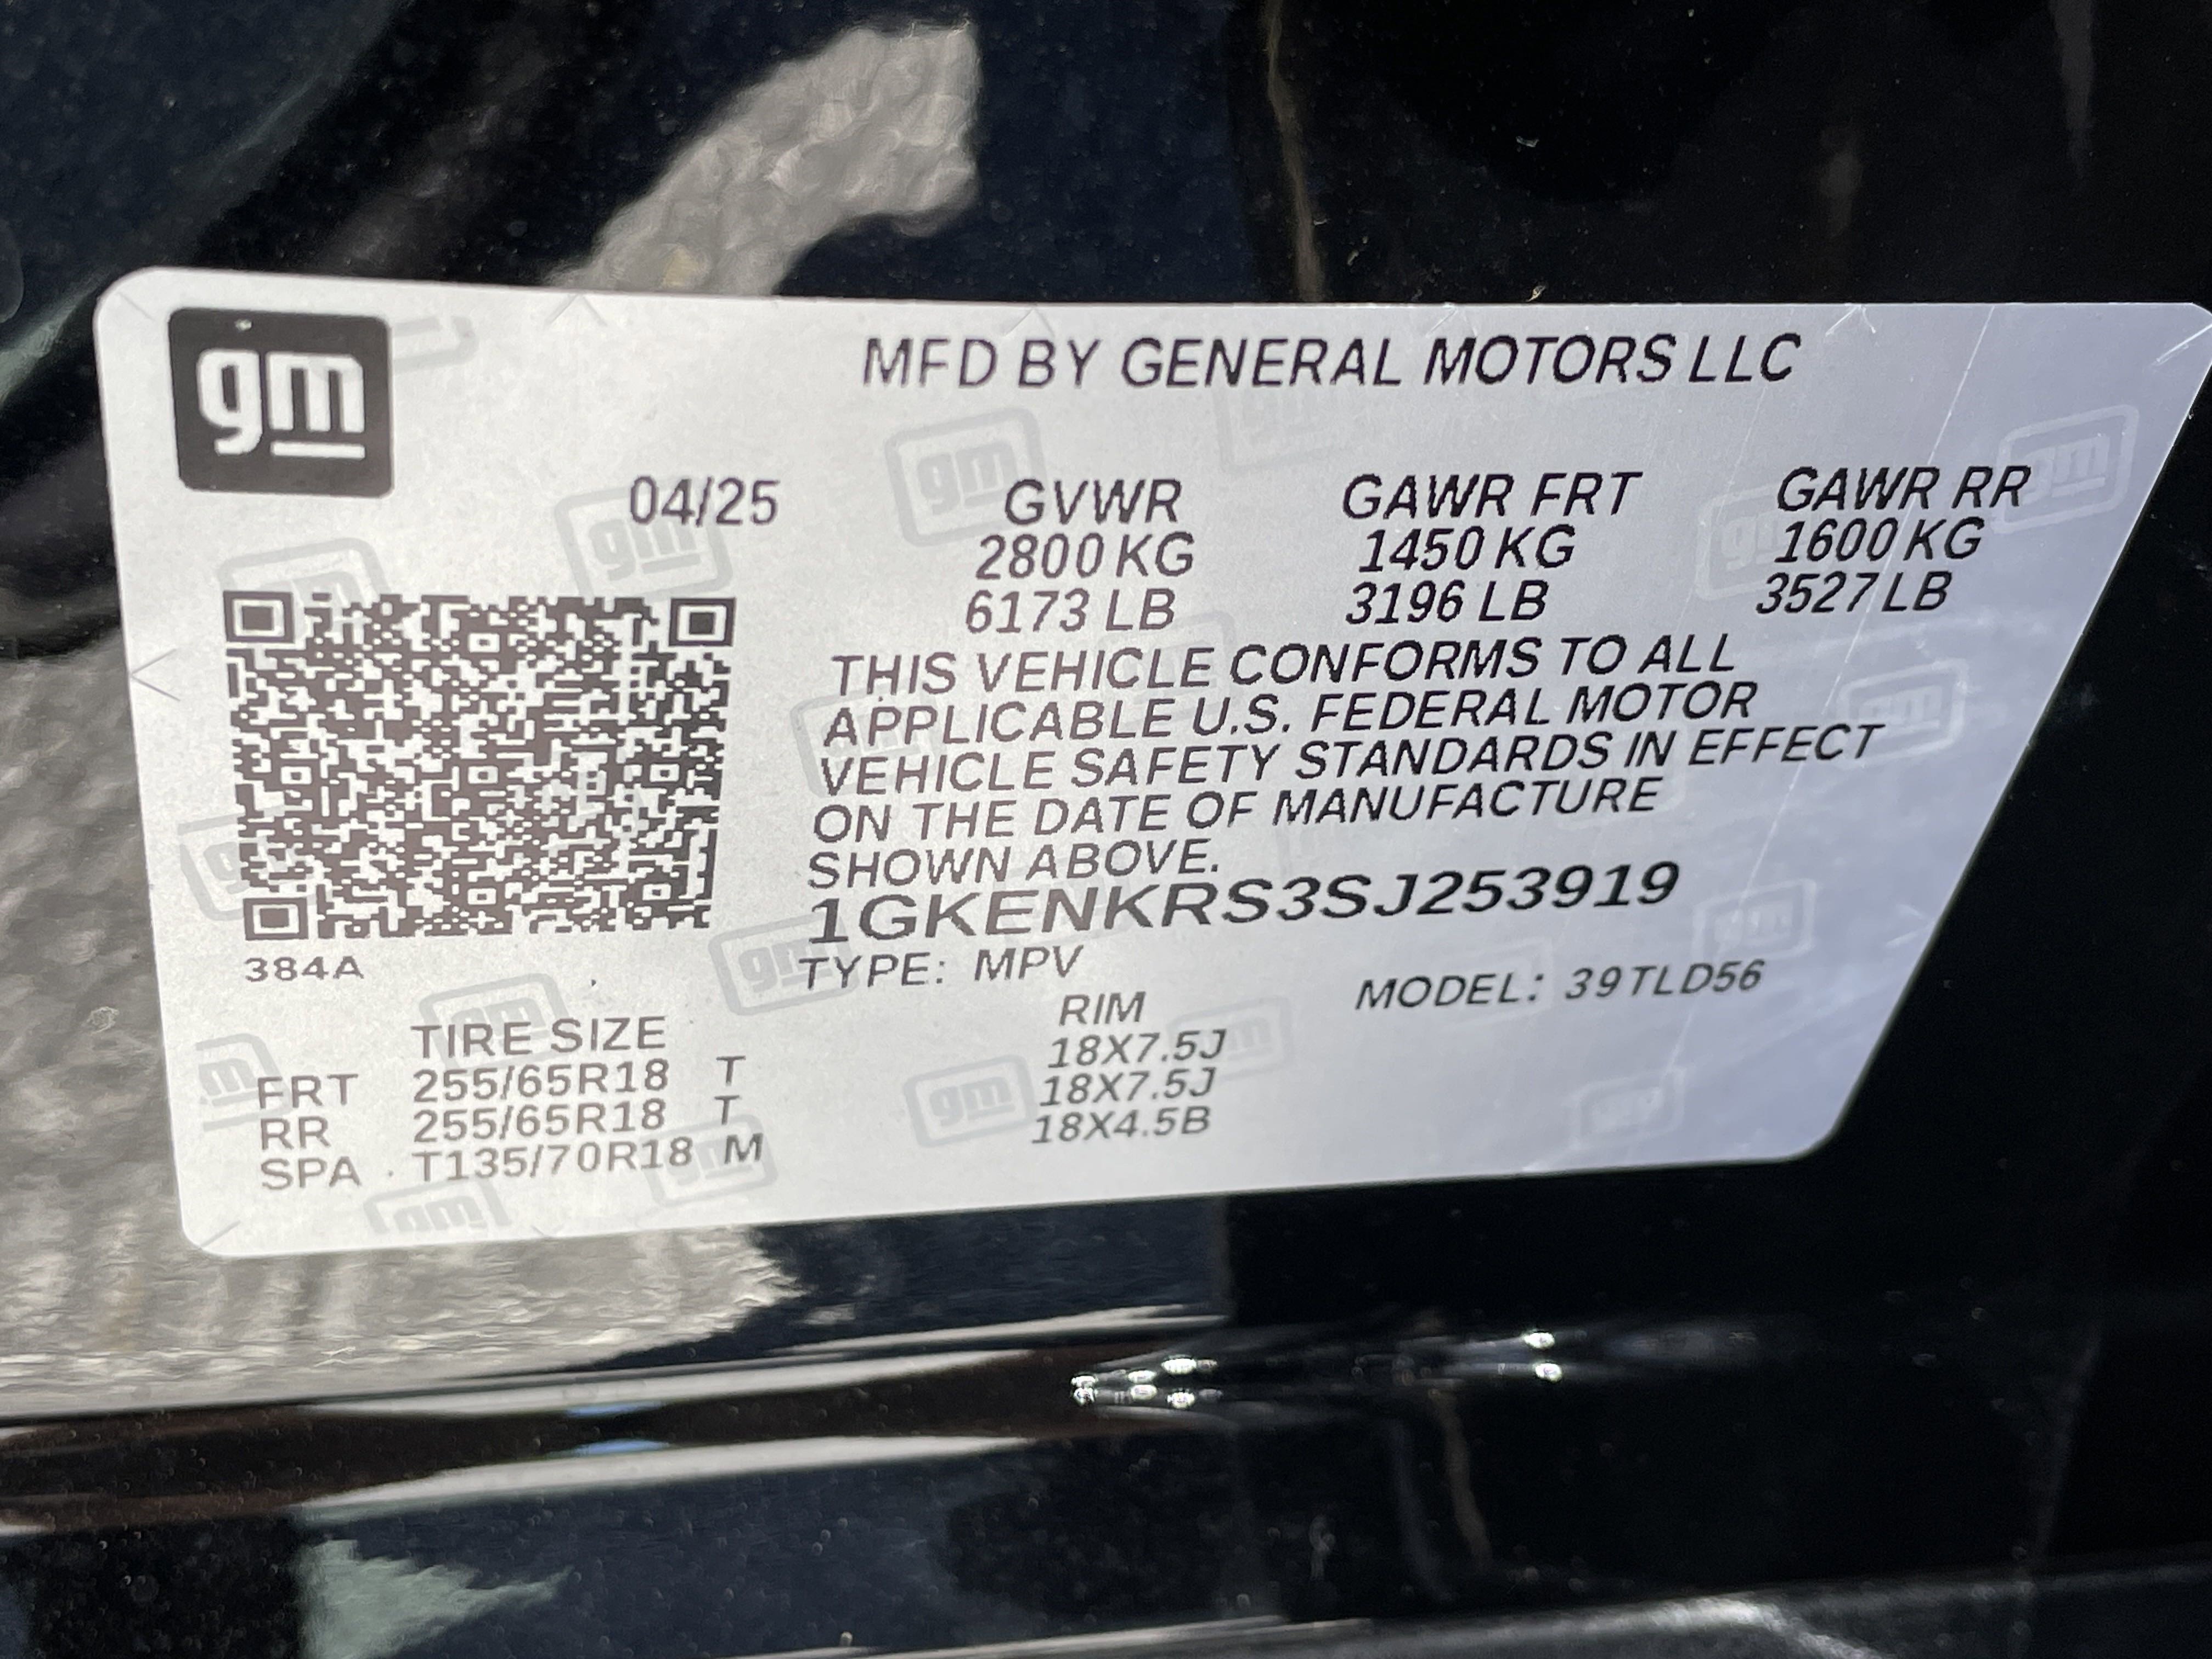 gm
MFD BY GENERAL MOTORS LLC
04/25 GVWR GAWR FRT GAWR RR
2800 KG 1450 KG 1600 KG
6173 LB 3196 LB 3527 LB
THIS VEHICLE CONFORMS TO ALL
APPLICABLE U.S. FEDERAL MOTOR
VEHICLE SAFETY STANDARDS IN EFFECT
ON THE DATE OF MANUFACTURE
SHOWN ABOVE.
1GKENKRS3SJ253919
384A TYPE: MPV MODEL: 39TLD56
TIRE SIZE RIM
FRT 255/65R18 T 18X7.5J
RR 255/65R18 T 18X7.5J
SPA T135/70R18 M 18X4.5B